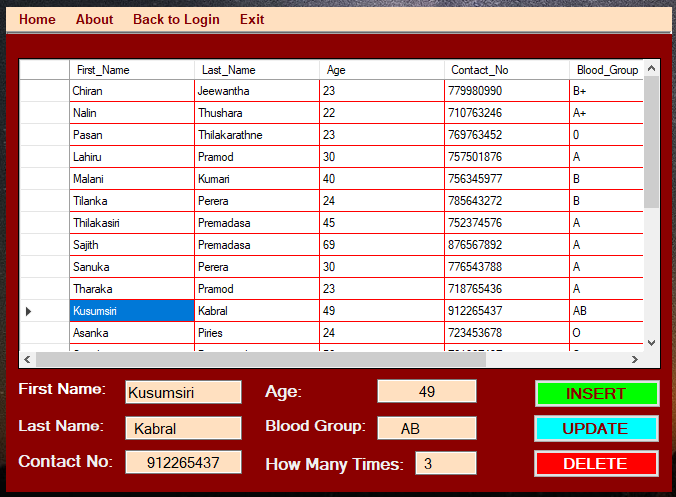 Home About Back to Login Exit
First_Name Last_Name Age Contact_No Blood_Group
Chiran Jeewantha 23 779980990 B+
Nalin Thushara 22 710763246 A+
Pasan Thilakarathne 23 769763452 0
Lahiru Pramod 30 757501876 A
Malani Kumari 40 756345977 B
Tilanka Perera 24 785643272 B
Thilakasiri Premadasa 45 752374576 A
Sajith Premadasa 69 876567892 A
Sanuka Perera 30 776543788 A
Tharaka Pramod 23 718765436 A
Kusumsiri Kabral 49 912265437 AB
Asanka Piries 24 723453678 O
First Name: Kusumsiri Age: 49 INSERT
Last Name: Kabral Blood Group: AB UPDATE
Contact No: 912265437 How Many Times: 3 DELETE